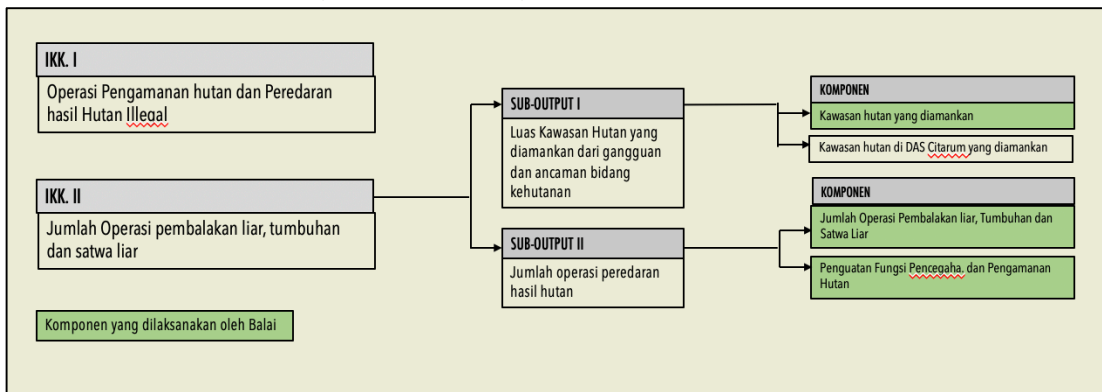 IKK. I
Operasi Pengamanan hutan dan Peredaran
hasil Hutan Illegal
IKK. II
Jumlah Operasi pembalakan liar, tumbuhan
dan satwa liar
Komponen yang dilaksanakan oleh Balai
SUB-OUTPUT I
Luas Kawasan Hutan yang
diamankan dari gangguan
dan ancaman bidang
kehutanan
SUB-OUTPUT II
Jumlah operasi peredaran
hasil hutan
KOMPONEN
Kawasan hutan yang diamankan
Kawasan hutan di DAS Citarum yang diamankan
KOMPONEN
Jumlah Operasi Pembalakan liar, Tumbuhan dan
Satwa Liar
Penguatan Fungsi Pencegaha. dan Pengamanan
Hutan